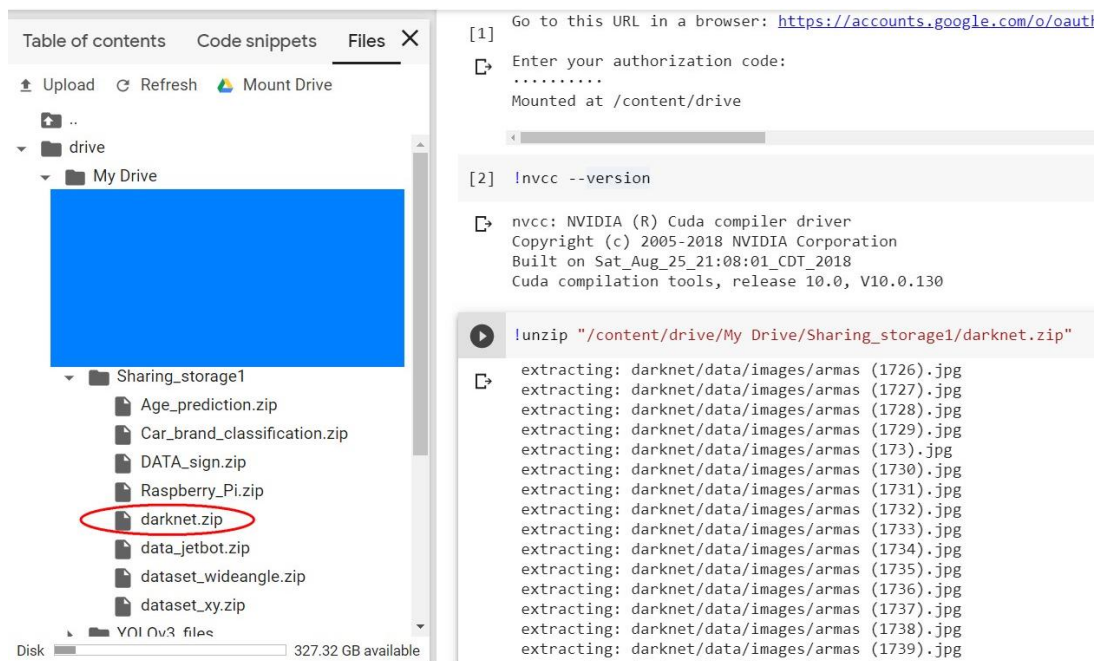 Table of contents Code snippets Files X
Upload Refresh Mount Drive
..
drive
My Drive
Sharing_storage1
Age_prediction.zip
Car_brand_classification.zip
DATA_sign.zip
Raspberry_Pi.zip
darknet.zip
data_jetbot.zip
dataset_wideangle.zip
dataset_xy.zip
YOLOv3_files
Disk 327.32 GB available
[1] Go to this URL in a browser: https://accounts.google.com/o/oauth
Enter your authorization code:
··········
Mounted at /content/drive
[2] !nvcc --version
nvcc: NVIDIA (R) Cuda compiler driver
Copyright (c) 2005-2018 NVIDIA Corporation
Built on Sat_Aug_25_21:08:01_CDT_2018
Cuda compilation tools, release 10.0, V10.0.130
!unzip "/content/drive/My Drive/Sharing_storage1/darknet.zip"
extracting: darknet/data/images/armas (1726).jpg
extracting: darknet/data/images/armas (1727).jpg
extracting: darknet/data/images/armas (1728).jpg
extracting: darknet/data/images/armas (1729).jpg
extracting: darknet/data/images/armas (173).jpg
extracting: darknet/data/images/armas (1730).jpg
extracting: darknet/data/images/armas (1731).jpg
extracting: darknet/data/images/armas (1732).jpg
extracting: darknet/data/images/armas (1733).jpg
extracting: darknet/data/images/armas (1734).jpg
extracting: darknet/data/images/armas (1735).jpg
extracting: darknet/data/images/armas (1736).jpg
extracting: darknet/data/images/armas (1737).jpg
extracting: darknet/data/images/armas (1738).jpg
extracting: darknet/data/images/armas (1739).jpg